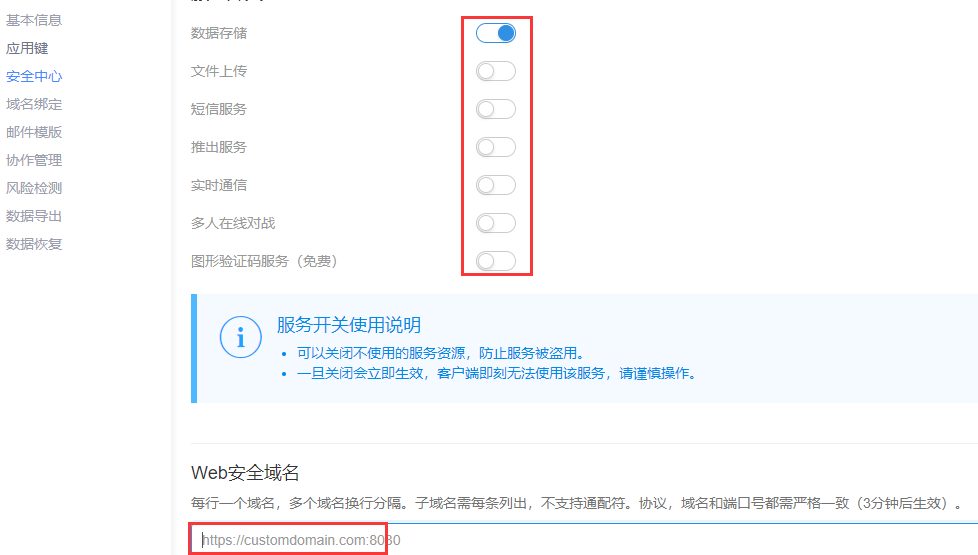 基本信息
应用键
安全中心
域名绑定
邮件模版
协作管理
风险检测
数据导出
数据恢复
数据存储
文件上传
短信服务
推出服务
实时通信
多人在线对战
图形验证码服务（免费）
服务开关使用说明
可以关闭不使用的服务资源，防止服务被盗用。
一旦关闭会立即生效，客户端即刻无法使用该服务，请谨慎操作。
Web安全域名
每行一个域名，多个域名换行分隔。子域名需每条列出，不支持通配符。协议，域名和端口号都需严格一致（3分钟后生效）。
https://customdomain.com:8080